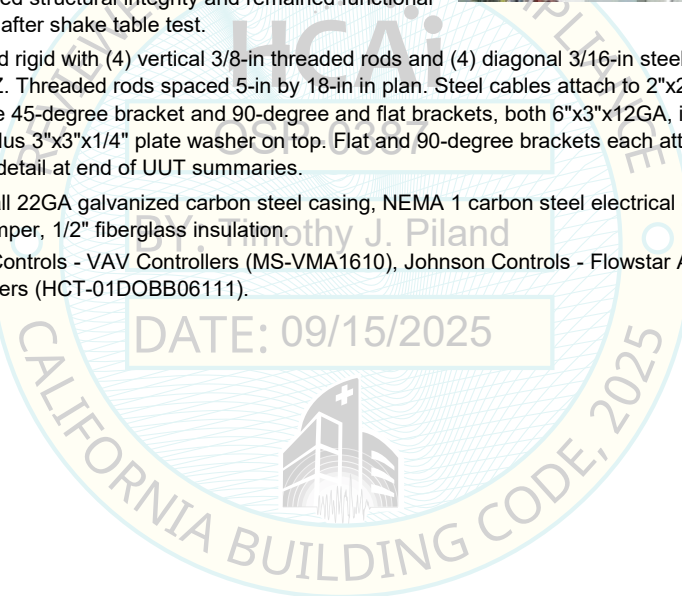 ed structural integrity and remained functional
after shake table test.
d rigid with (4) vertical 3/8-in threaded rods and (4) diagonal 3/16-in steel
Z. Threaded rods spaced 5-in by 18-in in plan. Steel cables attach to 2"x2
e 45-degree bracket and 90-degree and flat brackets, both 6"x3"x12GA, i
lus 3"x3"x1/4" plate washer on top. Flat and 90-degree brackets each att
detail at end of UUT summaries.
ll 22GA galvanized carbon steel casing, NEMA 1 carbon steel electrical
mper, 1/2" fiberglass insulation.
Controls - VAV Controllers (MS-VMA1610), Johnson Controls - Flowstar A
ers (HCT-01DOBB06111).
HCAi
OSP-0387
BY: Timothy J. Piland
DATE: 09/15/2025
CALIFORNIA BUILDING CODE, 2025